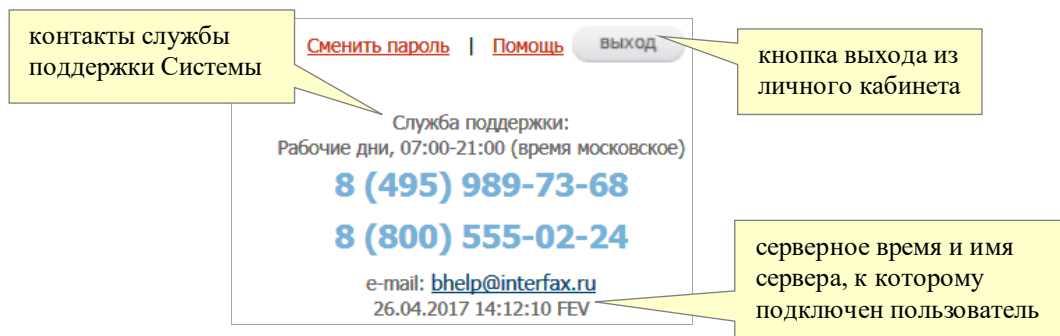 контакты службы
поддержки Системы
Сменить пароль | Помощь выход
кнопка выхода из
личного кабинета
Служба поддержки:
Рабочие дни, 07:00-21:00 (время московское)
8 (495) 989-73-68
8 (800) 555-02-24
e-mail: bhelp@interfax.ru
26.04.2017 14:12:10 FEV
серверное время и имя
сервера, к которому
подключен пользователь